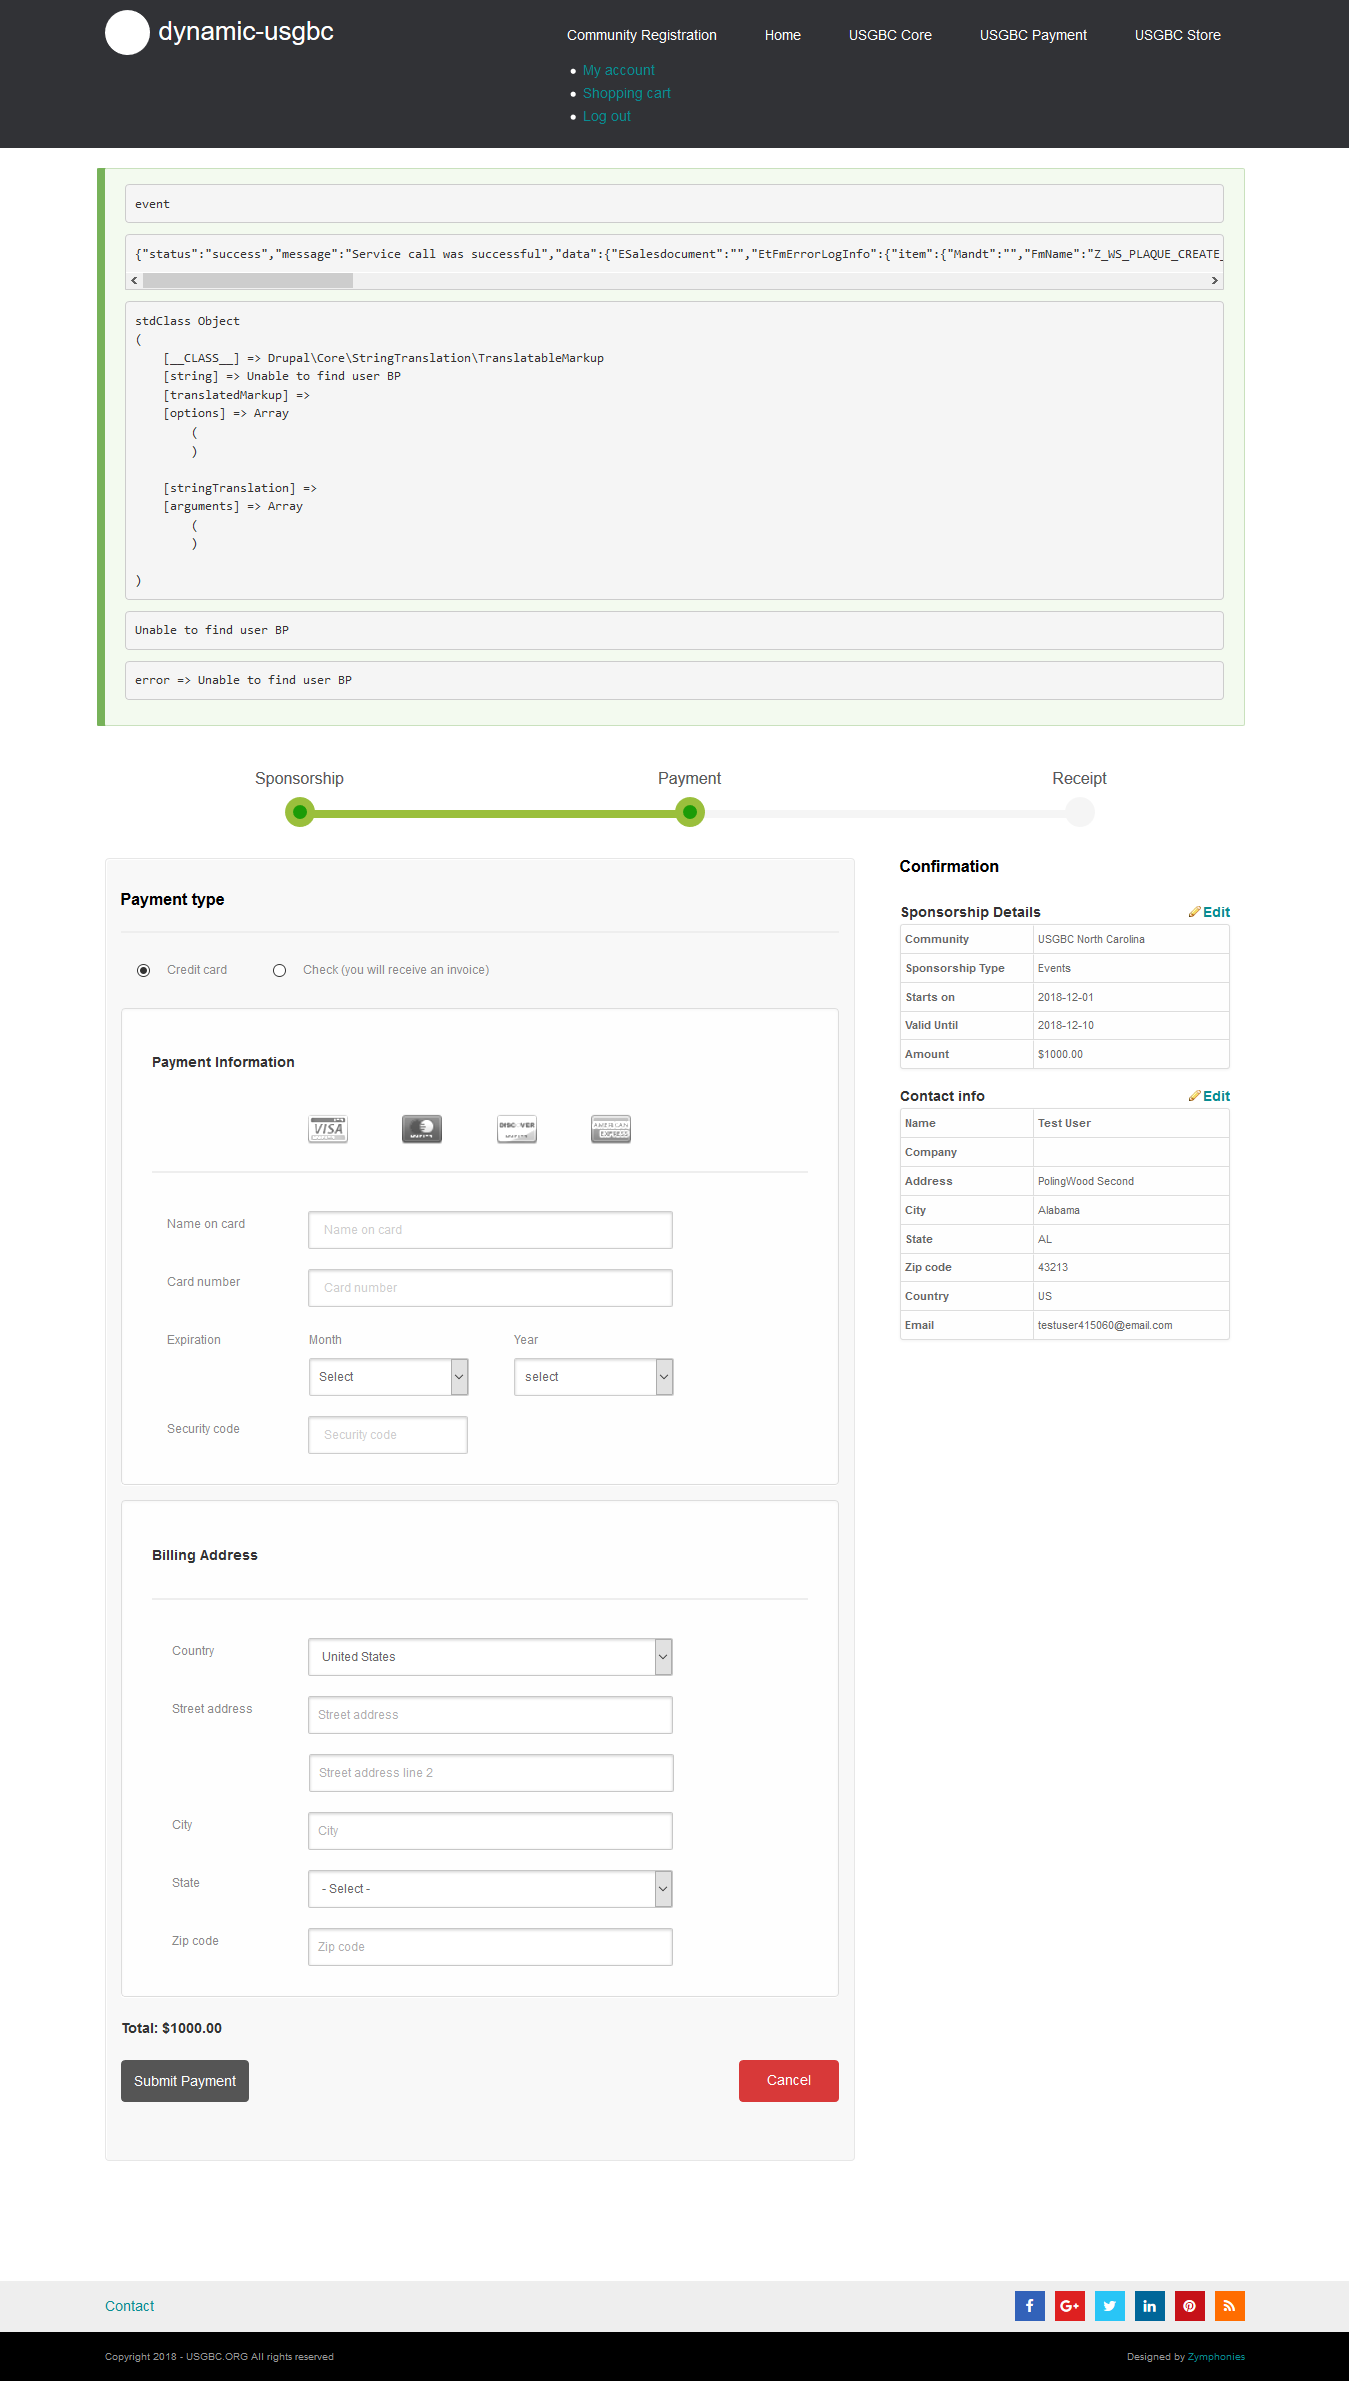 dynamic-usgbc
Community Registration Home USGBC Core USGBC Payment USGBC Store
My account
Shopping cart
Log out
event
{"status":"success","message":"Service call was successful","data":{"ESalesdocument":"","EtFmErrorLogInfo":{"item":{"Mandt":"","FmName":"Z_WS_PLAQUE_CREATE_
stdClass Object
(
[__CLASS__] => Drupal\Core\StringTranslation\TranslatableMarkup
[string] => Unable to find user BP
[translatedMarkup] =>
[options] => Array
(
)
[stringTranslation] =>
[arguments] => Array
(
)
)
Unable to find user BP
error => Unable to find user BP
Sponsorship Payment Receipt
Payment type
Credit card Check (you will receive an invoice)
Payment Information
VISA DISCOVER AMERICAN EXPRESS
Name on card Name on card
Card number Card number
Expiration Month Year
Select select
Security code Security code
Billing Address
Country United States
Street address Street address
Street address line 2
City City
State - Select -
Zip code Zip code
Total: $1000.00
Submit Payment Cancel
Confirmation
Sponsorship Details Edit
Community USGBC North Carolina
Sponsorship Type Events
Starts on 2018-12-01
Valid Until 2018-12-10
Amount $1000.00
Contact info Edit
Name Test User
Company
Address PolingWood Second
City Alabama
State AL
Zip code 43213
Country US
Email testuser415060@email.com
Contact
Copyright 2018 - USGBC.ORG All rights reserved
Designed by Zymphonies